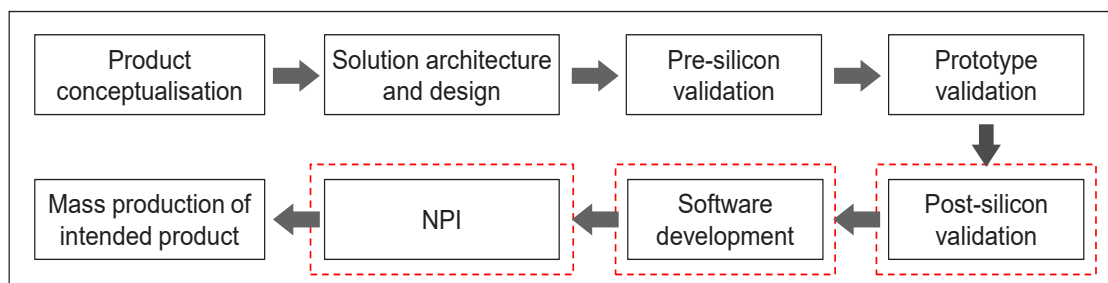 Product
conceptualisation
Solution architecture
and design
Pre-silicon
validation
Prototype
validation
Mass production of
intended product
NPI
Software
development
Post-silicon
validation